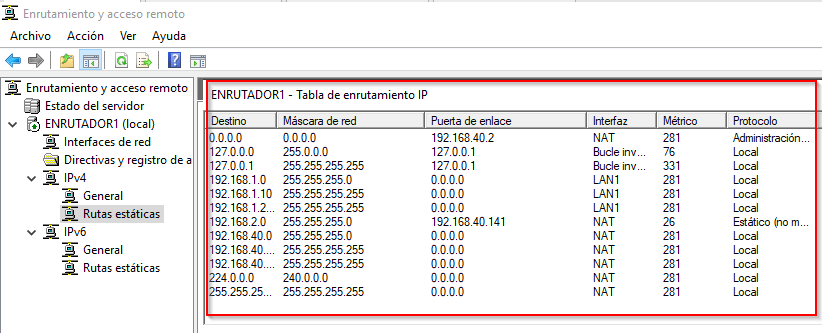 Enrutamiento y acceso remoto
Archivo Acción Ver Ayuda
Enrutamiento y acceso remoto
Estado del servidor
ENRUTADOR1 (local)
Interfaces de red
Directivas y registro de a
IPv4
General
Rutas estáticas
IPv6
General
Rutas estáticas
ENRUTADOR1 - Tabla de enrutamiento IP
Destino Máscara de red Puerta de enlace Interfaz Métrico Protocolo
0.0.0.0 0.0.0.0 192.168.40.2 NAT 281 Administración...
127.0.0.0 255.0.0.0 127.0.0.1 Bucle inv... 76 Local
127.0.0.1 255.255.255.255 127.0.0.1 Bucle inv... 331 Local
192.168.1.0 255.255.255.0 0.0.0.0 LAN1 281 Local
192.168.1.10 255.255.255.255 0.0.0.0 LAN1 281 Local
192.168.1.2... 255.255.255.255 0.0.0.0 LAN1 281 Local
192.168.2.0 255.255.255.0 192.168.40.141 NAT 26 Estático (no m...
192.168.40.0 255.255.255.0 0.0.0.0 NAT 281 Local
192.168.40.... 255.255.255.255 0.0.0.0 NAT 281 Local
192.168.40.... 255.255.255.255 0.0.0.0 NAT 281 Local
224.0.0.0 240.0.0.0 0.0.0.0 NAT 281 Local
255.255.25... 255.255.255.255 0.0.0.0 NAT 281 Local